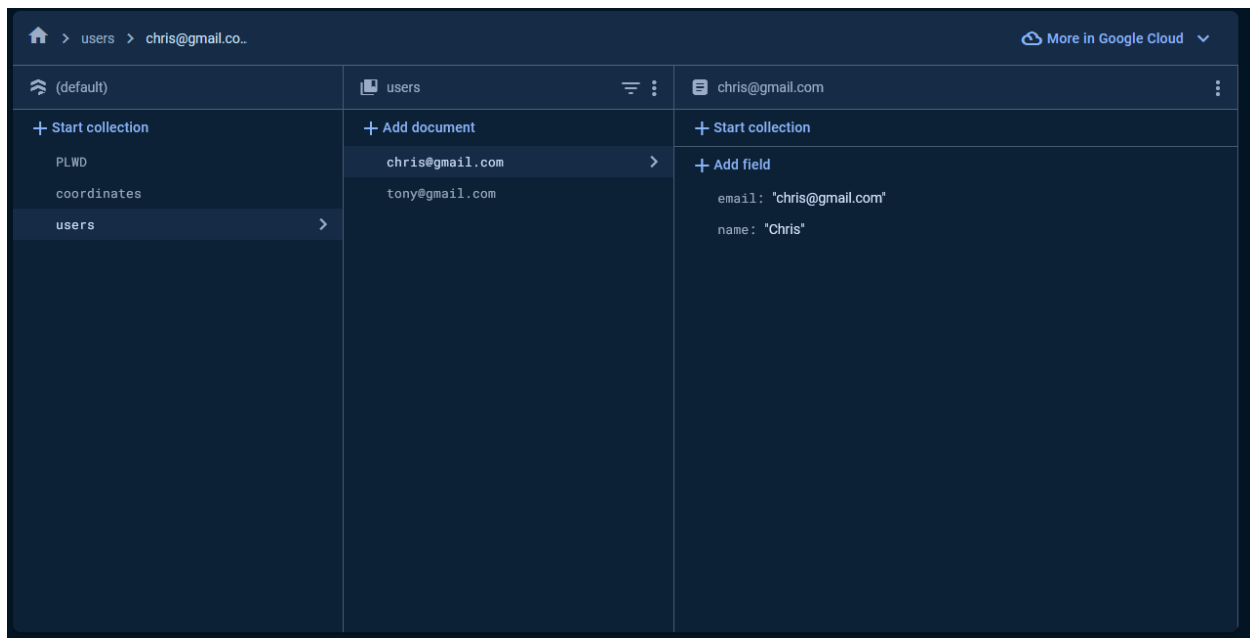 users
chris@gmail.co..
More in Google Cloud
(default)
Start collection
PLWD
coordinates
users
users
Add document
chris@gmail.com
tony@gmail.com
chris@gmail.com
Start collection
Add field
email: "chris@gmail.com"
name: "Chris"